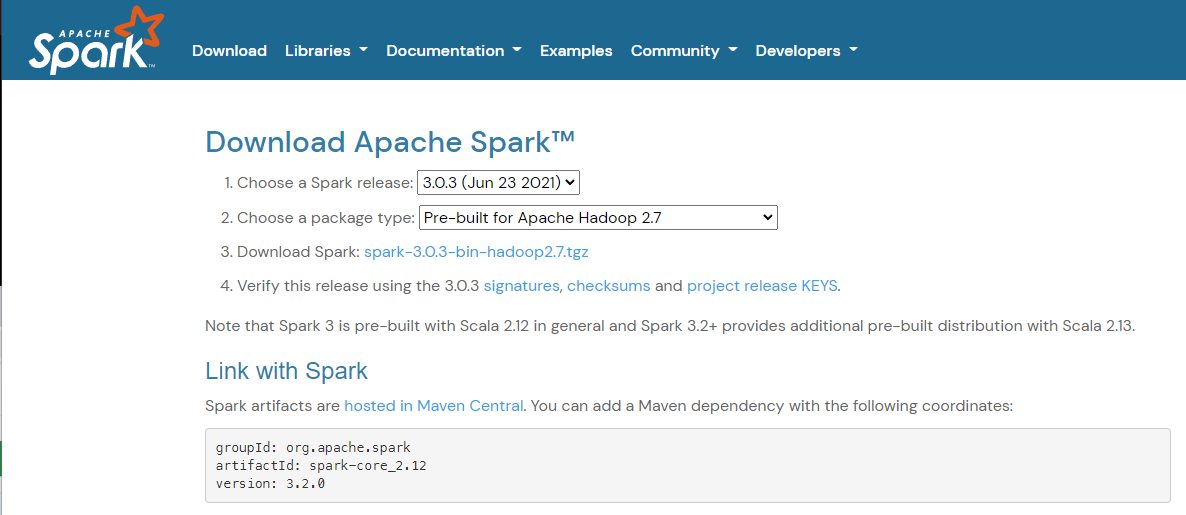 APACHE
Spark™
Download Libraries Documentation Examples Community Developers
Download Apache Spark™
1. Choose a Spark release: 3.0.3 (Jun 23 2021)
2. Choose a package type: Pre-built for Apache Hadoop 2.7
3. Download Spark: spark-3.0.3-bin-hadoop2.7.tgz
4. Verify this release using the 3.0.3 signatures, checksums and project release KEYS.
Note that Spark 3 is pre-built with Scala 2.12 in general and Spark 3.2+ provides additional pre-built distribution with Scala 2.13.
Link with Spark
Spark artifacts are hosted in Maven Central. You can add a Maven dependency with the following coordinates:
groupId: org.apache.spark
artifactId: spark-core_2.12
version: 3.2.0